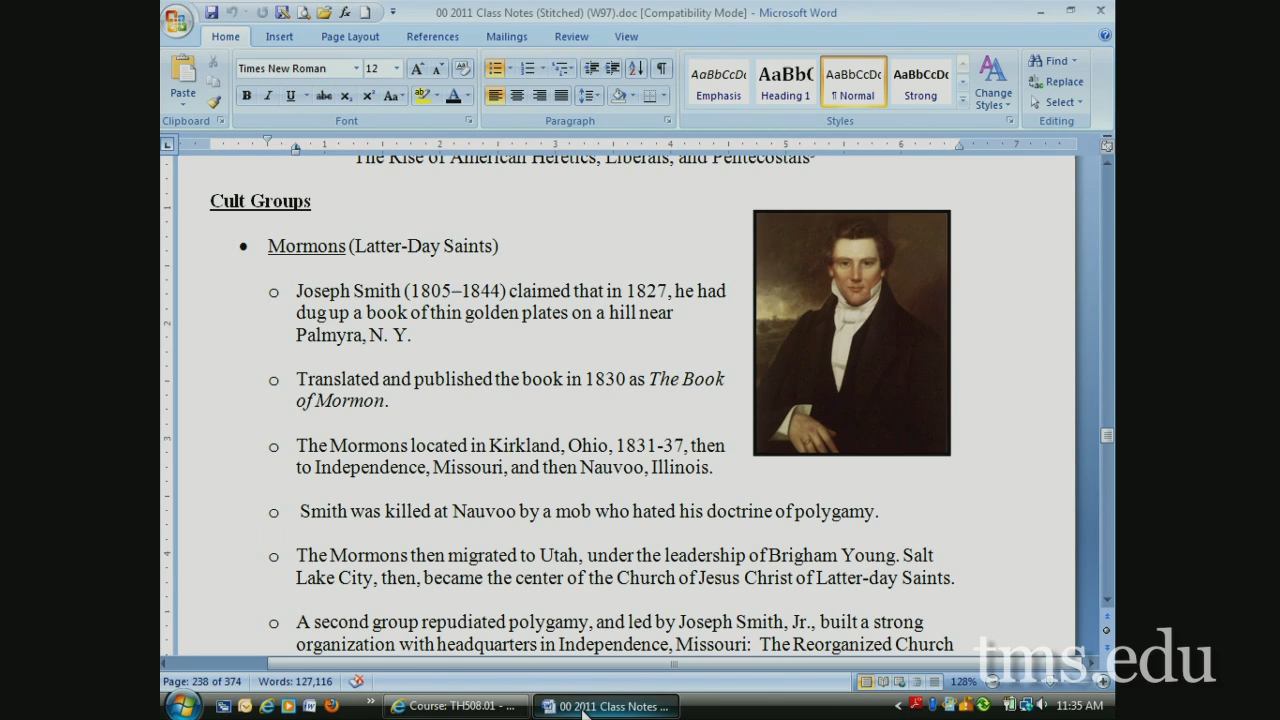 00 2011 Class Notes (Stitched) (W97).doc [Compatibility Mode] - Microsoft Word
Home Insert Page Layout References Mailings Review View
Paste
Times New Roman 12
AaBbCcDc AaBbC AaBbCcDc AaBbCcDc
Emphasis Heading 1 ¶ Normal Strong
Change Styles
Find
Replace
Select
Clipboard Font Paragraph Styles Editing
1 2 3 4 5 6 7
The Rise of American Heretics, Liberals, and Pentecostals
Cult Groups
• Mormons (Latter-Day Saints)
o Joseph Smith (1805–1844) claimed that in 1827, he had
dug up a book of thin golden plates on a hill near
Palmyra, N. Y.
o Translated and published the book in 1830 as The Book
of Mormon.
o The Mormons located in Kirkland, Ohio, 1831-37, then
to Independence, Missouri, and then Nauvoo, Illinois.
o Smith was killed at Nauvoo by a mob who hated his doctrine of polygamy.
o The Mormons then migrated to Utah, under the leadership of Brigham Young. Salt
Lake City, then, became the center of the Church of Jesus Christ of Latter-day Saints.
o A second group repudiated polygamy, and led by Joseph Smith, Jr., built a strong
organization with headquarters in Independence, Missouri: The Reorganized Church
tms.edu
Page: 238 of 374 Words: 127,116 128%
Course: TH508.01 - ... 00 2011 Class Notes ... 11:35 AM